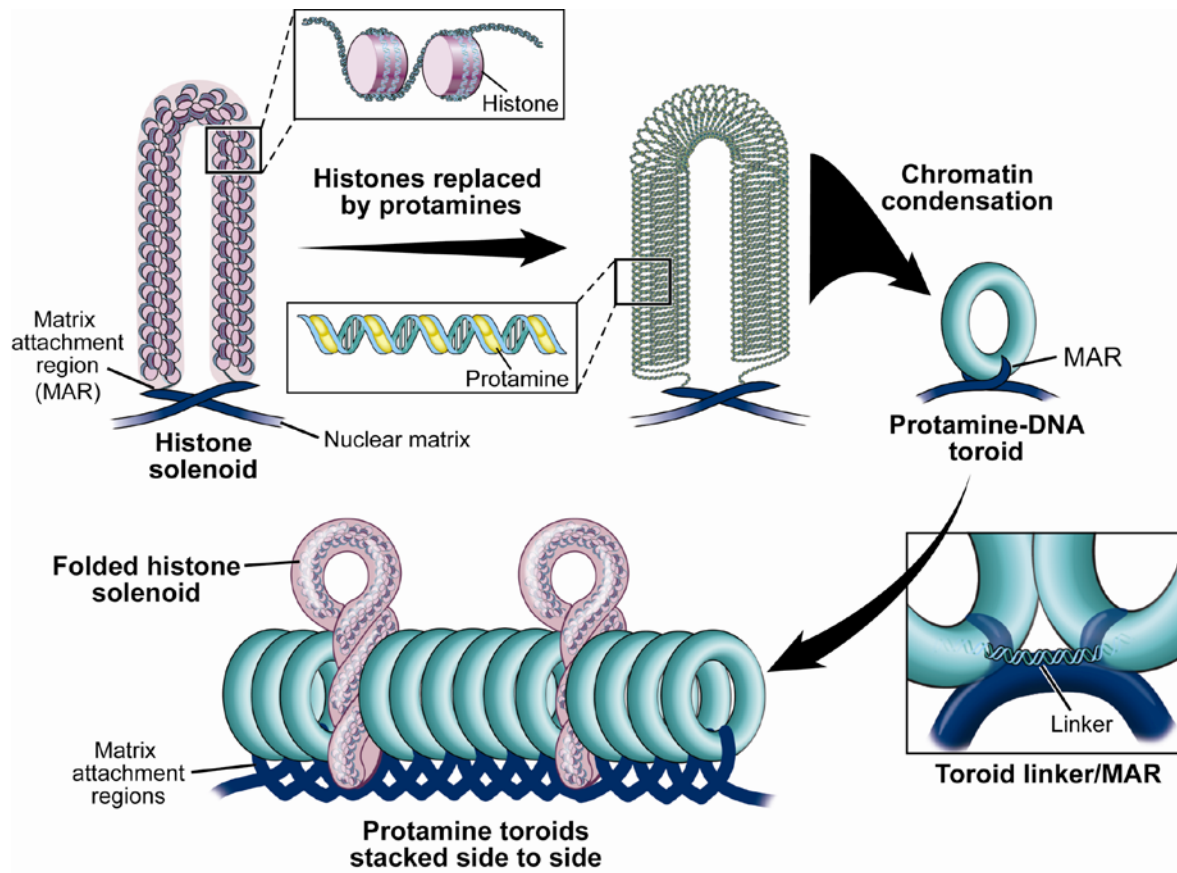 Histone
Histones replaced
by protamines
Chromatin
condensation
Matrix
attachment
region
(MAR)
Protamine
MAR
Nuclear matrix
Histone
solenoid
Protamine-DNA
toroid
Folded histone
solenoid
Linker
Matrix
attachment
regions
Toroid linker/MAR
Protamine toroids
stacked side to side